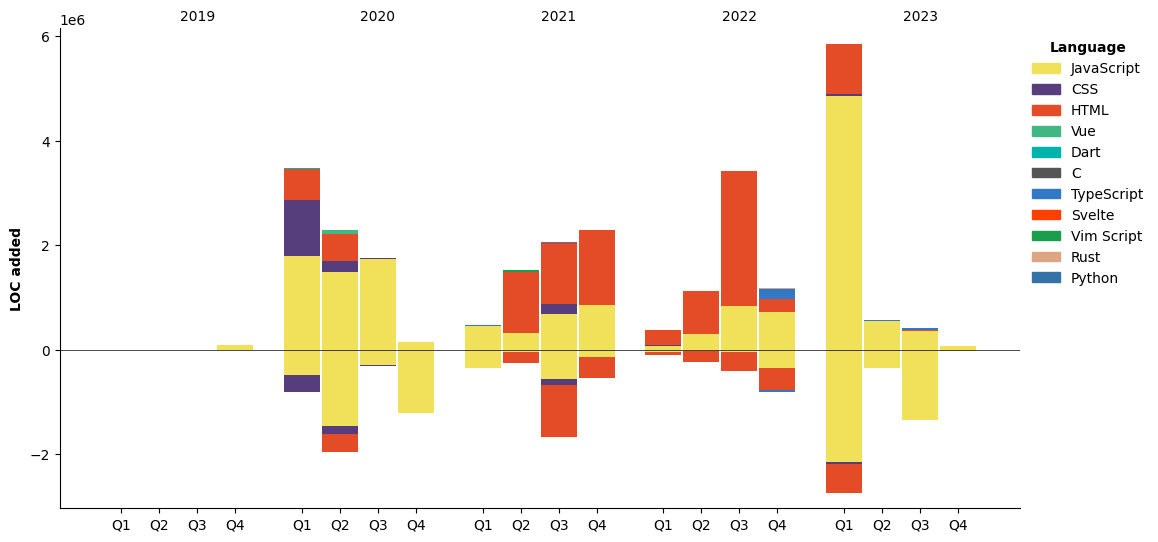 2019 2020 2021 2022 2023
1e6
6
4
2
0
−2
LOC added
Q1 Q2 Q3 Q4 Q1 Q2 Q3 Q4 Q1 Q2 Q3 Q4 Q1 Q2 Q3 Q4 Q1 Q2 Q3 Q4
Language
JavaScript
CSS
HTML
Vue
Dart
C
TypeScript
Svelte
Vim Script
Rust
Python